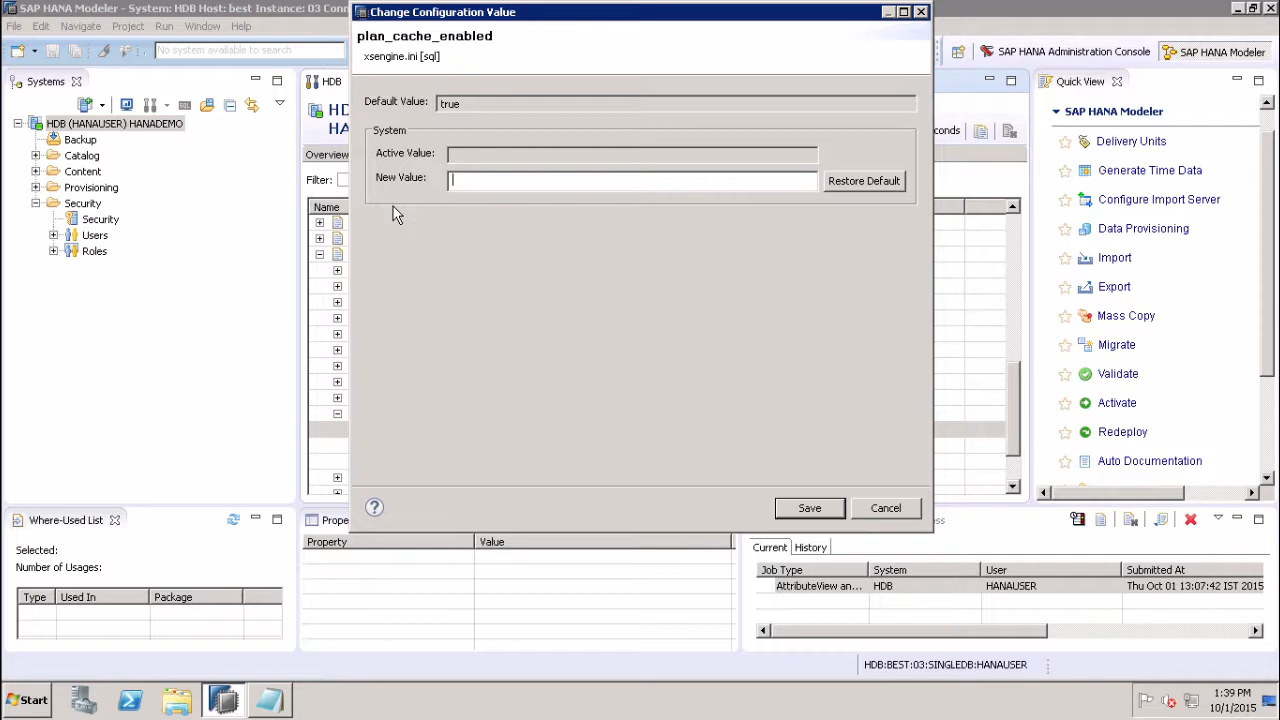 SAP HANA Modeler - System: HDB Host: best Instance: 03 Conn
Change Configuration Value
File Edit Navigate Project Run Window Help
plan_cache_enabled
xsengine.ini [sql]
No system available to search
SAP HANA Administration Console
SAP HANA Modeler
Systems
HDB
Quick View
Default Value: true
System
Active Value:
New Value:
Restore Default
HDB (HANAUSER) HANADEMO
Backup
Catalog
Content
Provisioning
Security
Security
Users
Roles
HD
HA
onds
Overview
Filter:
Name
SAP HANA Modeler
Delivery Units
Generate Time Data
Configure Import Server
Data Provisioning
Import
Export
Mass Copy
Migrate
Validate
Activate
Redeploy
Auto Documentation
?
Save
Cancel
Where-Used List
Selected:
Number of Usages:
Type Used In Package
Prope
Property Value
ess
Current History
Job Type System User Submitted At
AttributeView an... HDB HANAUSER Thu Oct 01 13:07:42 IST 2015
HDB:BEST:03:SINGLEDB:HANAUSER
Start
1:39 PM
10/1/2015